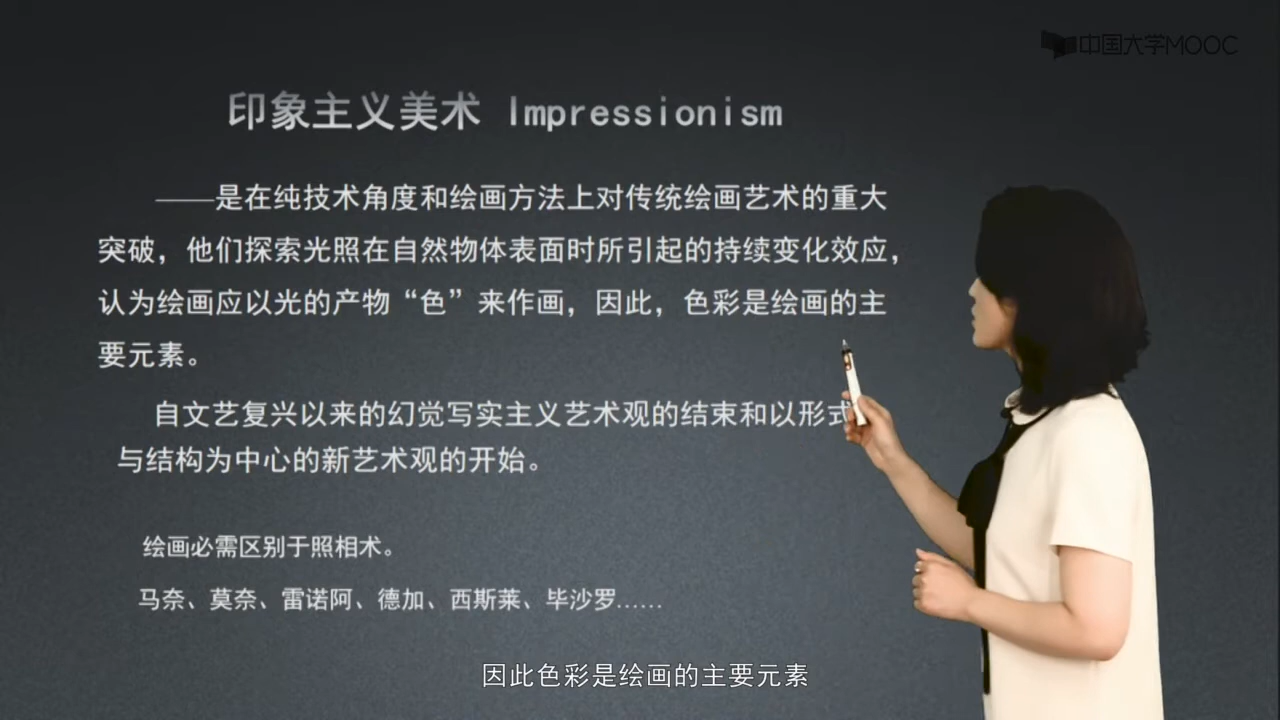 中国大学MOOC
印象主义美术 Impressionism
——是在纯技术角度和绘画方法上对传统绘画艺术的重大
突破，他们探索光照在自然物体表面时所引起的持续变化效应，
认为绘画应以光的产物“色”来作画，因此，色彩是绘画的主
要元素。
自文艺复兴以来的幻觉写实主义艺术观的结束和以形式
与结构为中心的新艺术观的开始。
绘画必需区别于照相术。
马奈、莫奈、雷诺阿、德加、西斯莱、毕沙罗……
因此色彩是绘画的主要元素